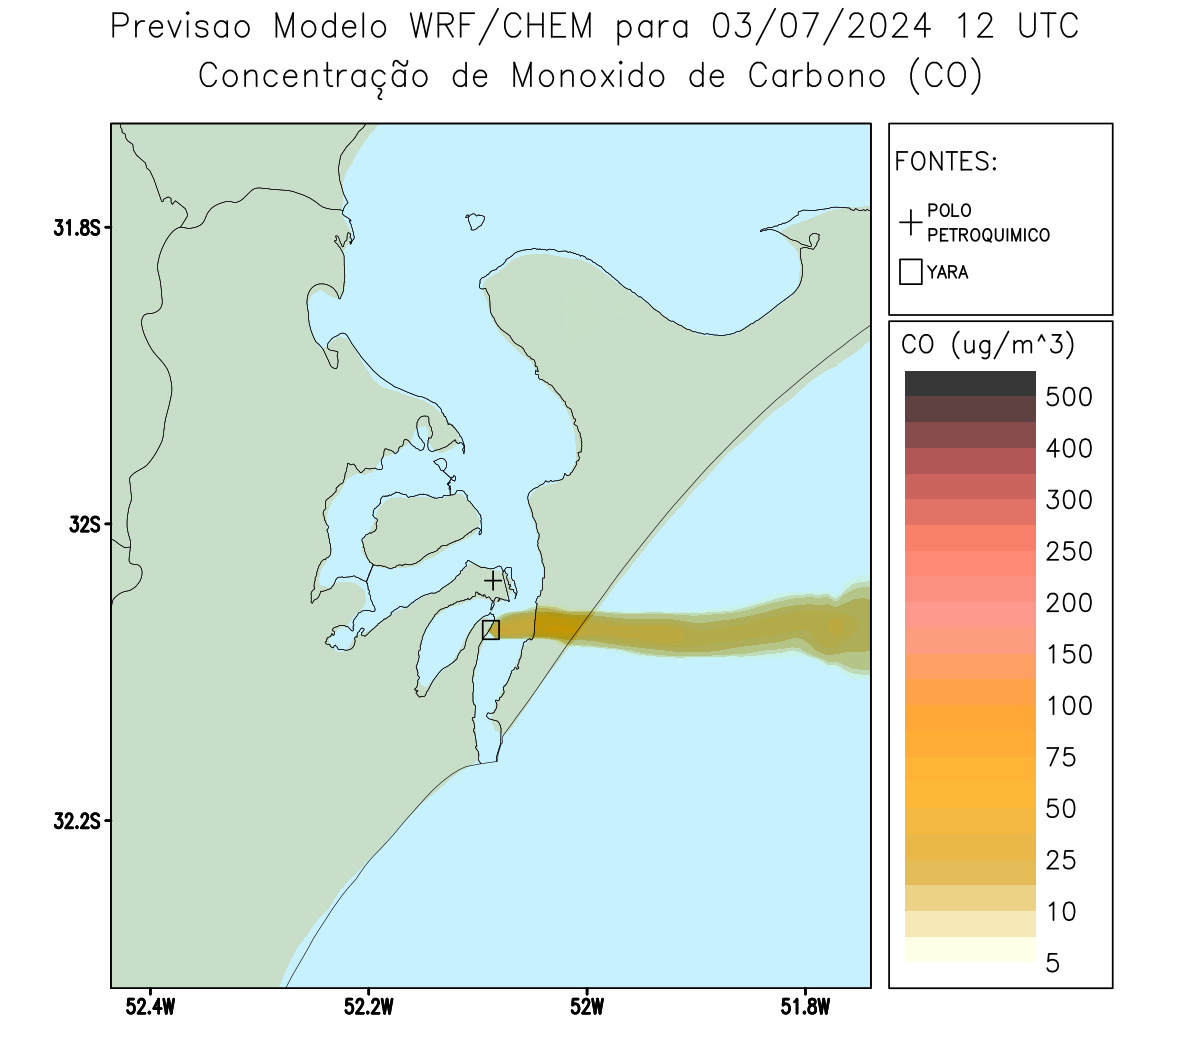 Previsao Modelo WRF/CHEM para 03/07/2024 12 UTC
Concentração de Monoxido de Carbono (CO)
FONTES:
POLO
PETROQUIMICO
YARA
CO (ug/m^3)
500
400
300
250
200
150
100
75
50
25
10
5
31.8S
32S
32.2S
52.4W
52.2W
52W
51.8W